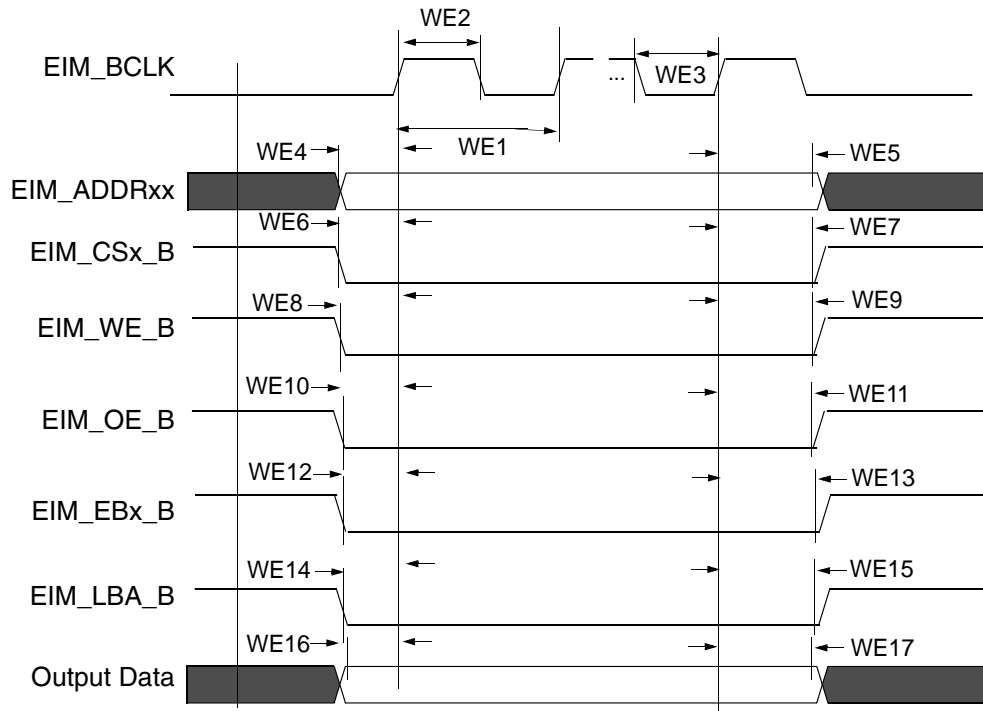 WE2
EIM_BCLK
...
WE3
WE1
WE4
WE5
EIM_ADDRxx
WE6
WE7
EIM_CSx_B
WE8
WE9
EIM_WE_B
WE10
WE11
EIM_OE_B
WE12
WE13
EIM_EBx_B
WE14
WE15
EIM_LBA_B
WE16
WE17
Output Data